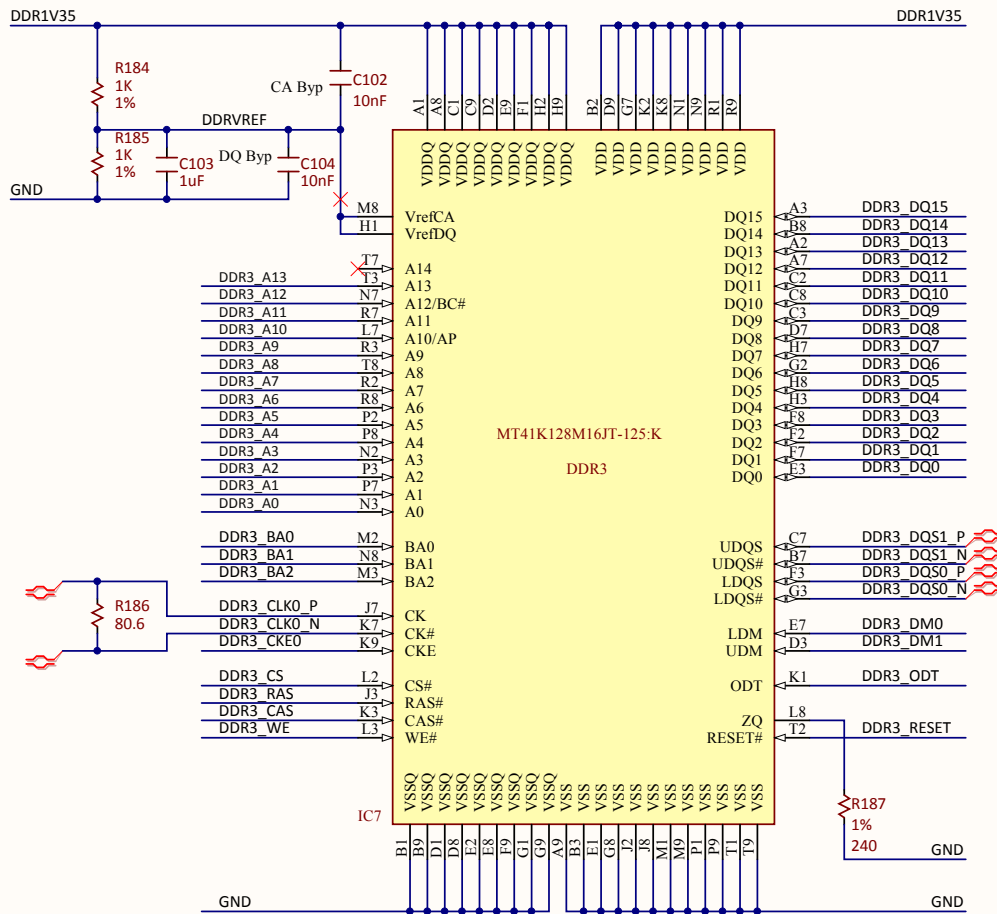 DDR1V35
DDR1V35
R184
1K
1%
CA Byp
C102
10nF
DDRVREF
R185
1K
1%
C103
1uF
DQ Byp
C104
10nF
GND
A1 A8 C1 C9 D2 E9 F1 H2 H9
B2 D9 G7 K2 K8 N1 N9 R1 R9
VDDQ VDDQ VDDQ VDDQ VDDQ VDDQ VDDQ VDDQ VDDQ
VDD VDD VDD VDD VDD VDD VDD VDD VDD
M8 VrefCA
H1 VrefDQ
T7 A14
DDR3_A13 T3 A13
DDR3_A12 N7 A12/BC#
DDR3_A11 R7 A11
DDR3_A10 L7 A10/AP
DDR3_A9 R3 A9
DDR3_A8 T8 A8
DDR3_A7 R2 A7
DDR3_A6 R8 A6
DDR3_A5 P2 A5
DDR3_A4 P8 A4
DDR3_A3 N2 A3
DDR3_A2 P3 A2
DDR3_A1 P7 A1
DDR3_A0 N3 A0
DDR3_BA0 M2 BA0
DDR3_BA1 N8 BA1
DDR3_BA2 M3 BA2
R186
80.6
DDR3_CLK0_P J7 CK
DDR3_CLK0_N K7 CK#
DDR3_CKE0 K9 CKE
DDR3_CS L2 CS#
DDR3_RAS J3 RAS#
DDR3_CAS K3 CAS#
DDR3_WE L3 WE#
MT41K128M16JT-125:K
DDR3
DQ15 A3 DDR3_DQ15
DQ14 B8 DDR3_DQ14
DQ13 A2 DDR3_DQ13
DQ12 A7 DDR3_DQ12
DQ11 C2 DDR3_DQ11
DQ10 C8 DDR3_DQ10
DQ9 C3 DDR3_DQ9
DQ8 D7 DDR3_DQ8
DQ7 H7 DDR3_DQ7
DQ6 G2 DDR3_DQ6
DQ5 H8 DDR3_DQ5
DQ4 H3 DDR3_DQ4
DQ3 F8 DDR3_DQ3
DQ2 F2 DDR3_DQ2
DQ1 F7 DDR3_DQ1
DQ0 E3 DDR3_DQ0
UDQS C7 DDR3_DQS1_P
UDQS# B7 DDR3_DQS1_N
LDQS F3 DDR3_DQS0_P
LDQS# G3 DDR3_DQS0_N
LDM E7 DDR3_DM0
UDM D3 DDR3_DM1
ODT K1 DDR3_ODT
ZQ L8
RESET# T2 DDR3_RESET
R187
1%
240
GND
VSSQ VSSQ VSSQ VSSQ VSSQ VSSQ VSSQ VSSQ VSSQ
VSS VSS VSS VSS VSS VSS VSS VSS VSS VSS VSS VSS
IC7
B1 B9 D1 D8 E2 E8 F9 G1 G9
A9 B3 E1 G8 J2 J8 M1 M9 P1 P9 T1 T9
GND
GND